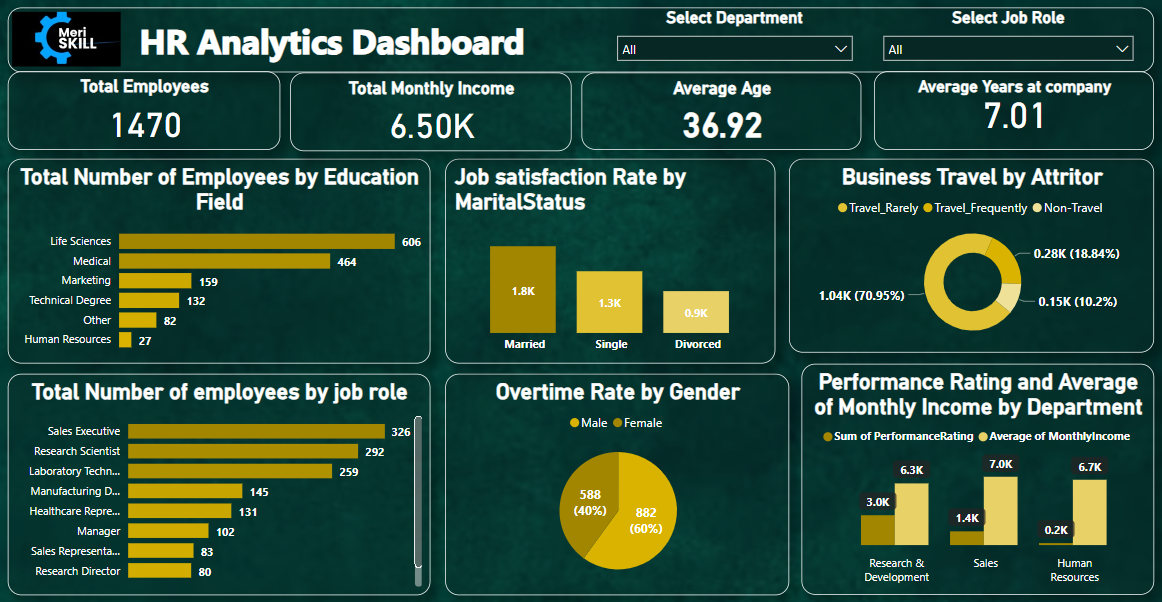 Meri
SKILL
HR Analytics Dashboard
Select Department
All
Select Job Role
All
Total Employees
1470
Total Monthly Income
6.50K
Average Age
36.92
Average Years at company
7.01
Total Number of Employees by Education
Field
Life Sciences 606
Medical 464
Marketing 159
Technical Degree 132
Other 82
Human Resources 27
Job satisfaction Rate by
MaritalStatus
1.8K 1.3K 0.9K
Married Single Divorced
Business Travel by Attritor
Travel_Rarely Travel_Frequently Non-Travel
0.28K (18.84%)
1.04K (70.95%)
0.15K (10.2%)
Total Number of employees by job role
Sales Executive 326
Research Scientist 292
Laboratory Techn... 259
Manufacturing D... 145
Healthcare Repre... 131
Manager 102
Sales Representa... 83
Research Director 80
Overtime Rate by Gender
Male Female
588
(40%)
882
(60%)
Performance Rating and Average
of Monthly Income by Department
Sum of PerformanceRating Average of MonthlyIncome
3.0K 6.3K 1.4K 7.0K 0.2K 6.7K
Research &
Development
Sales
Human
Resources